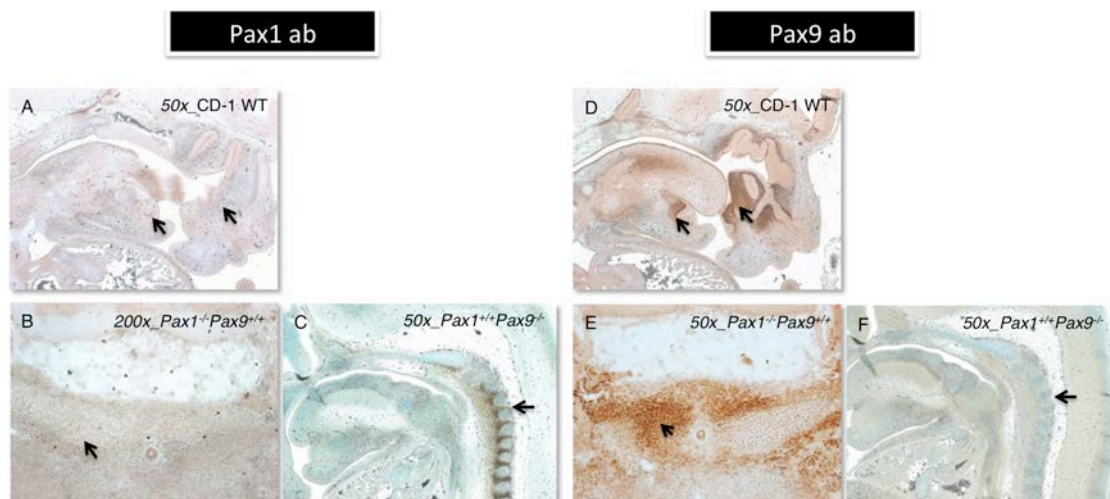 Pax1 ab
Pax9 ab
A
50x_CD-1 WT
D
50x_CD-1 WT
B
200x_Pax1-/-Pax9+/+
C
50x_Pax1+/+Pax9-/-
E
50x_Pax1-/-Pax9+/+
F
50x_Pax1+/+Pax9-/-